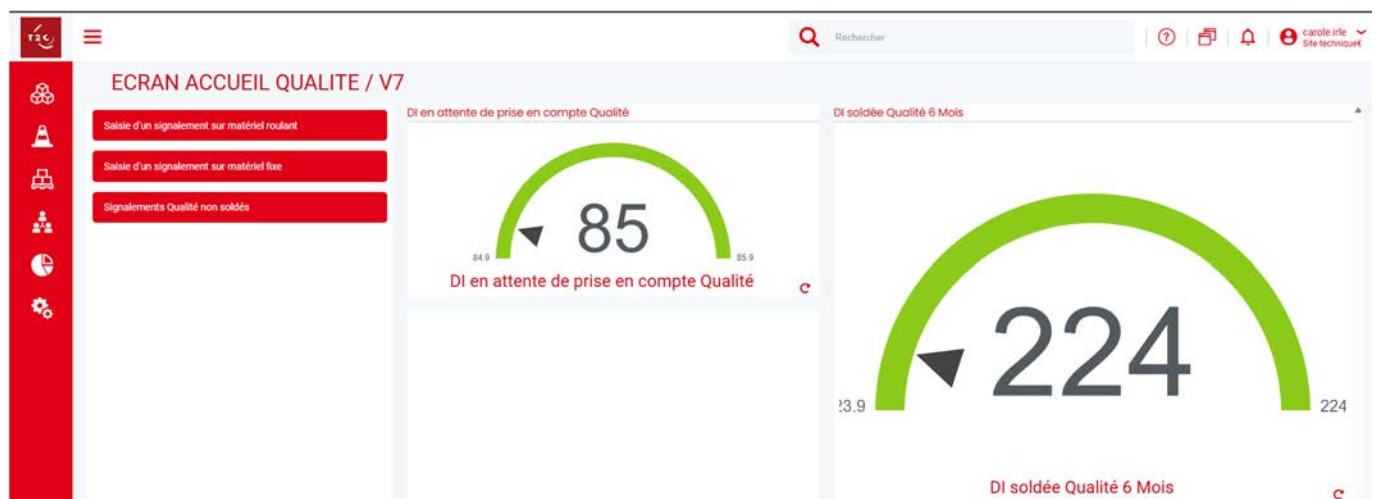 T2C
Rechercher
carole.irle
Site technique€
ECRAN ACCUEIL QUALITE / V7
Saisie d'un signalement sur matériel roulant
Saisie d'un signalement sur matériel fixe
Signalements Qualité non soldés
DI en attente de prise en compte Qualité
85
84.9
85.9
DI en attente de prise en compte Qualité
DI soldée Qualité 6 Mois
224
23.9
224
DI soldée Qualité 6 Mois